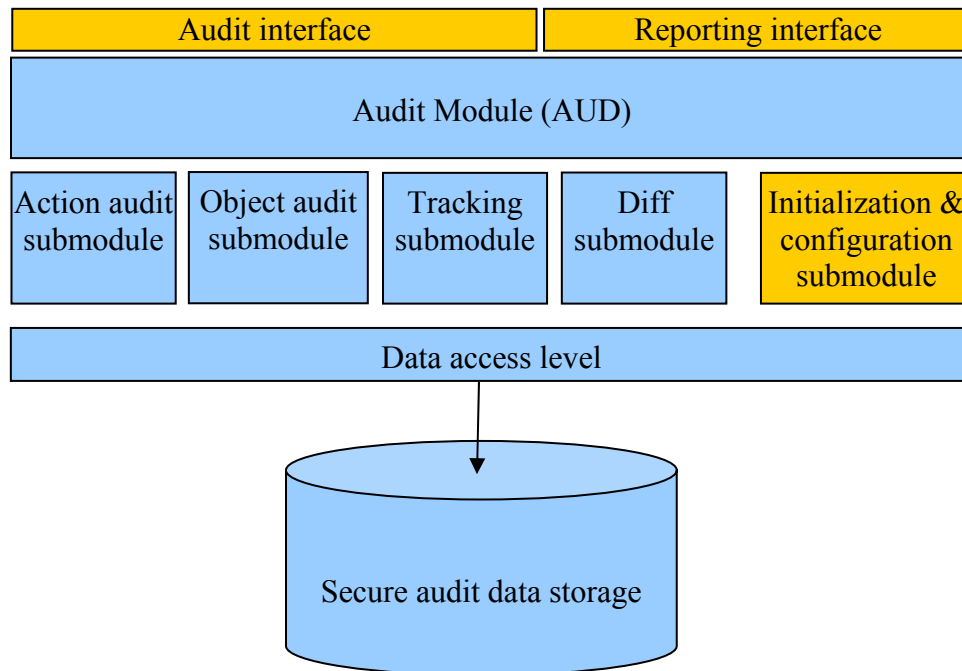 Audit interface
Reporting interface
Audit Module (AUD)
Action audit
submodule
Object audit
submodule
Tracking
submodule
Diff
submodule
Initialization &
configuration
submodule
Data access level
Secure audit data storage